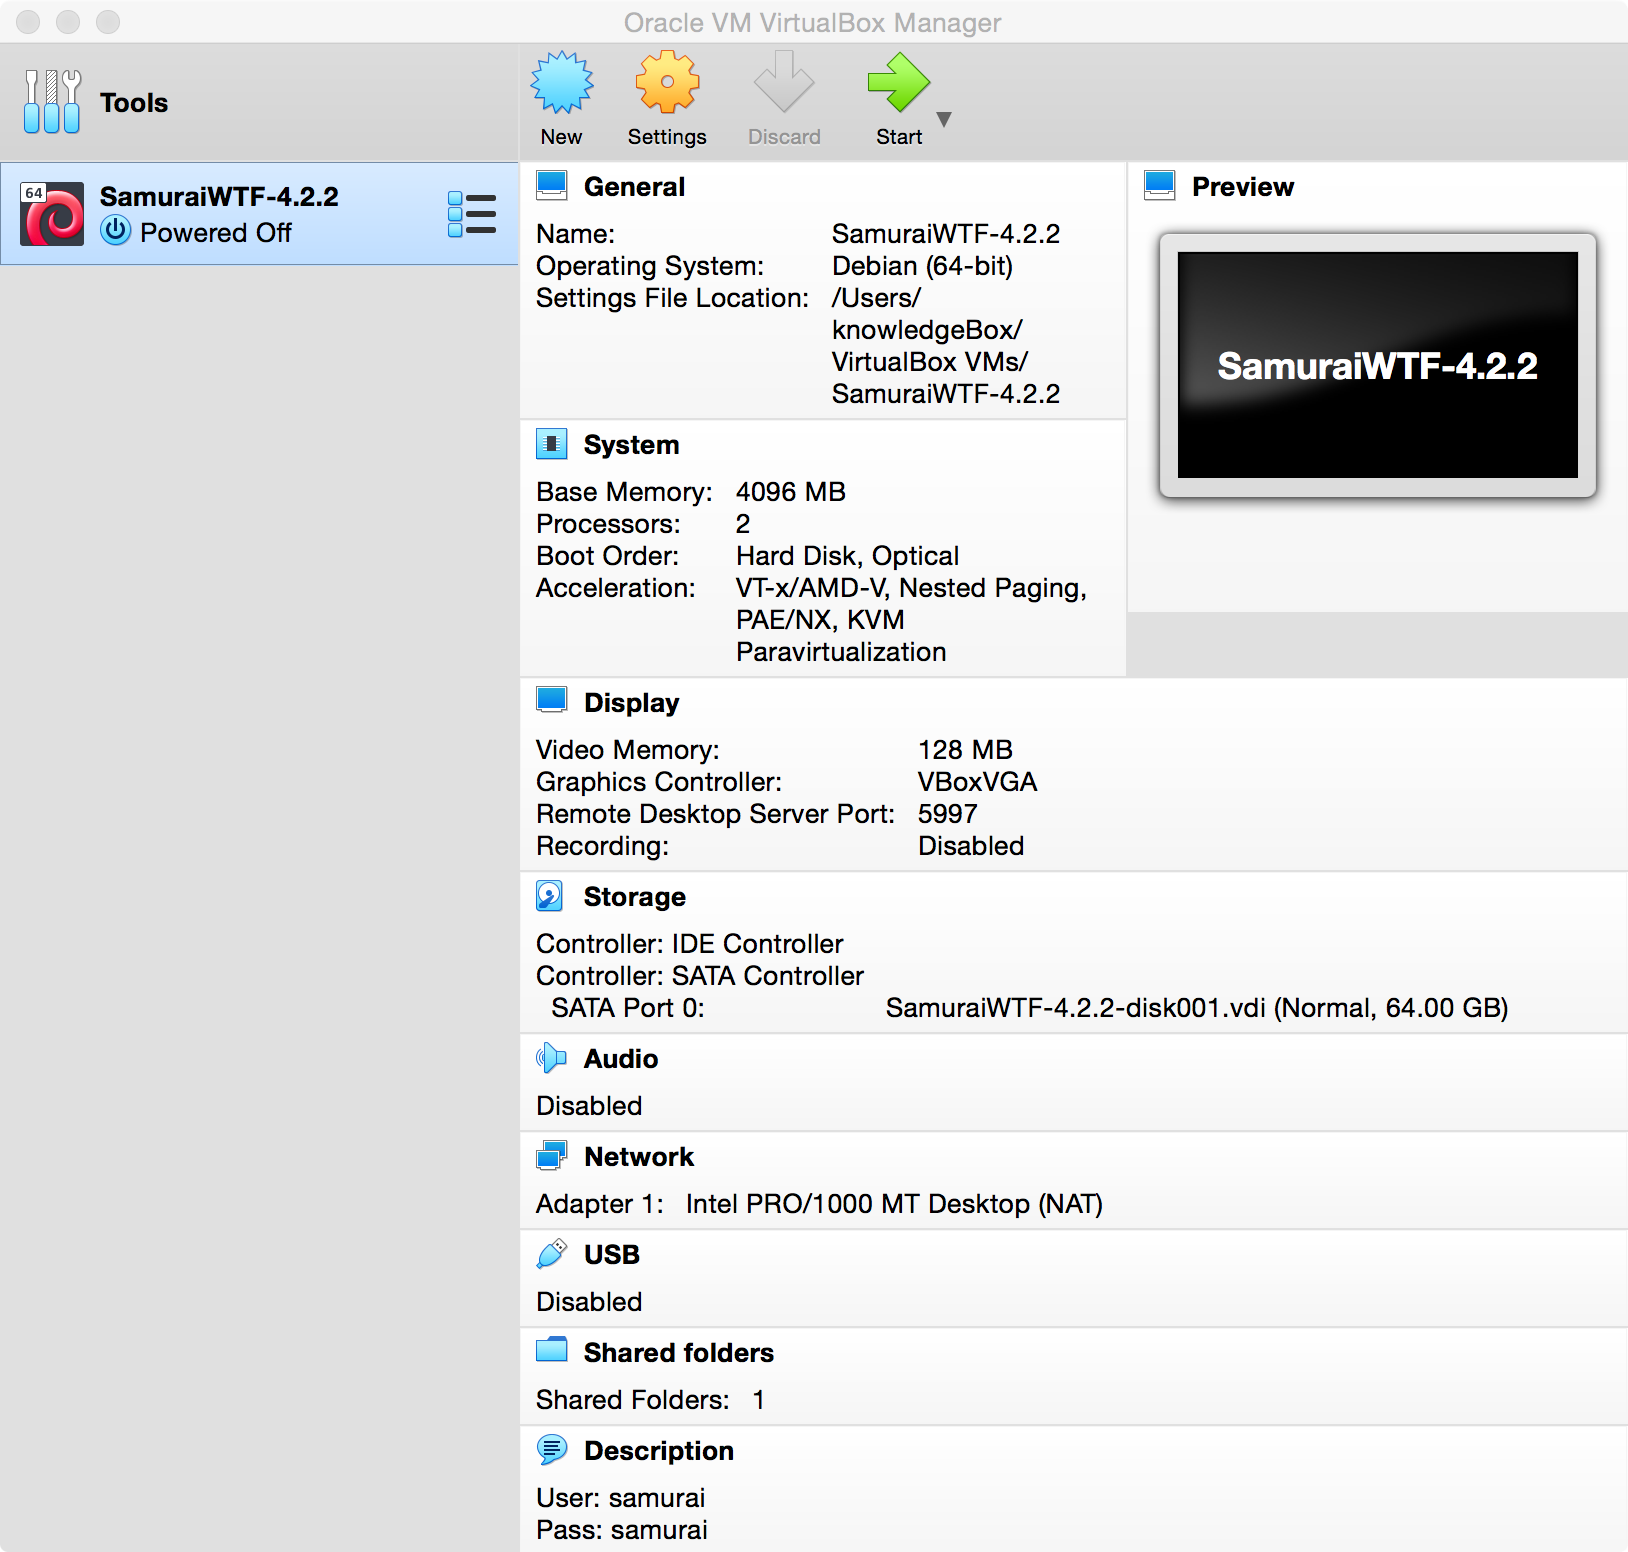 Oracle VM VirtualBox Manager
Tools
New
Settings
Discard
Start
64
SamuraiWTF-4.2.2
Powered Off
General
Name: SamuraiWTF-4.2.2
Operating System: Debian (64-bit)
Settings File Location: /Users/
knowledgeBox/
VirtualBox VMs/
SamuraiWTF-4.2.2
Preview
SamuraiWTF-4.2.2
System
Base Memory: 4096 MB
Processors: 2
Boot Order: Hard Disk, Optical
Acceleration: VT-x/AMD-V, Nested Paging,
PAE/NX, KVM
Paravirtualization
Display
Video Memory: 128 MB
Graphics Controller: VBoxVGA
Remote Desktop Server Port: 5997
Recording: Disabled
Storage
Controller: IDE Controller
Controller: SATA Controller
SATA Port 0: SamuraiWTF-4.2.2-disk001.vdi (Normal, 64.00 GB)
Audio
Disabled
Network
Adapter 1: Intel PRO/1000 MT Desktop (NAT)
USB
Disabled
Shared folders
Shared Folders: 1
Description
User: samurai
Pass: samurai